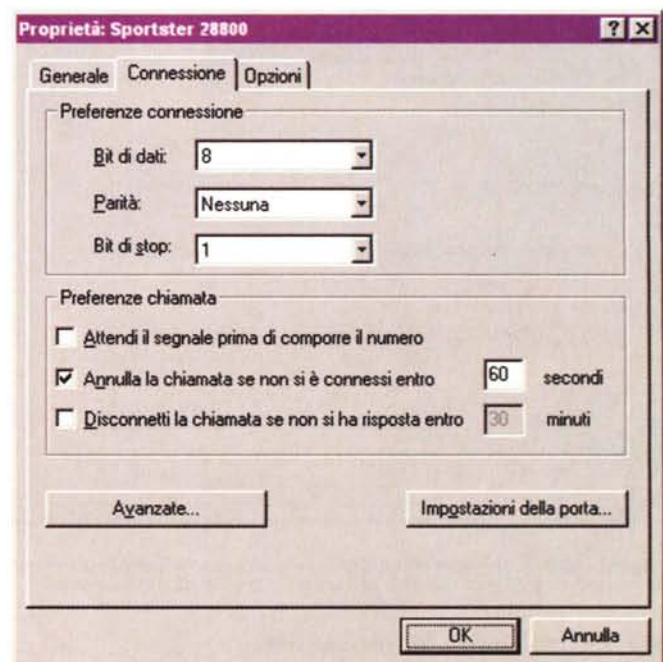 Proprietà: Sportster 28800
Generale Connessione Opzioni
Preferenze connessione
Bit di dati: 8
Parità: Nessuna
Bit di stop: 1
Preferenze chiamata
Attendi il segnale prima di comporre il numero
Annulla la chiamata se non si è connessi entro 60 secondi
Disconnetti la chiamata se non si ha risposta entro 30 minuti
Avanzate... Impostazioni della porta...
OK Annulla